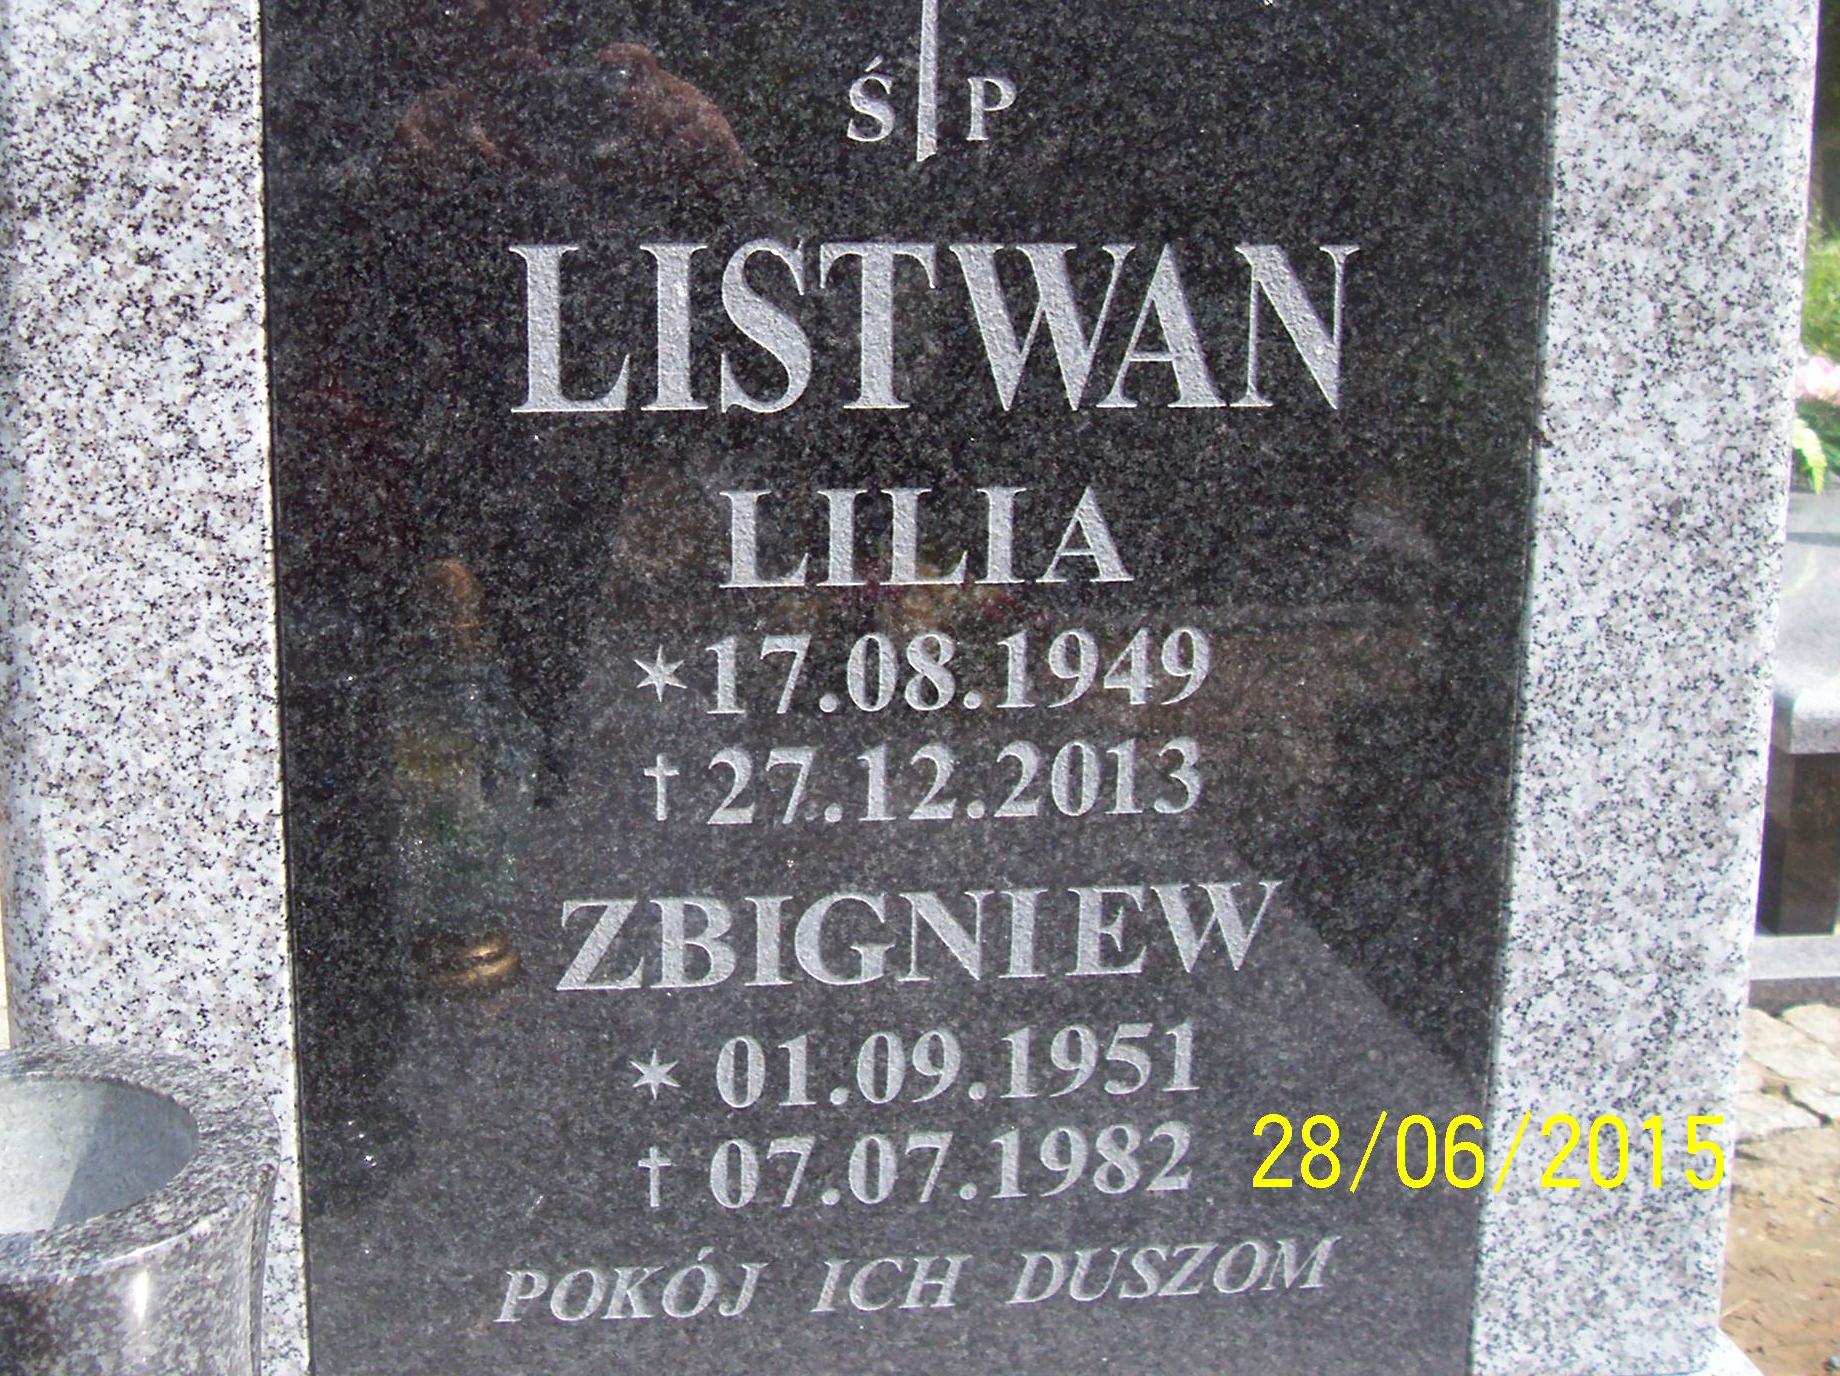 Ś P
LISTWAN
LILIA
*17.08.1949
†27.12.2013
ZBIGNIEW
* 01.09.1951
† 07.07.1982
POKÓJ ICH DUSZOM
28/06/2015